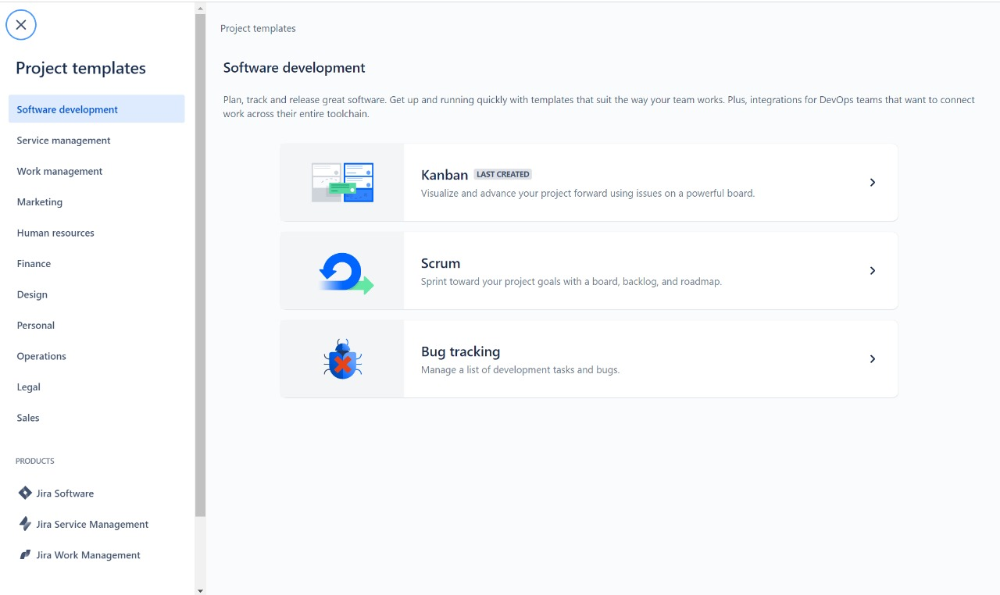 Project templates
Software development
Service management
Work management
Marketing
Human resources
Finance
Design
Personal
Operations
Legal
Sales
PRODUCTS
Jira Software
Jira Service Management
Jira Work Management
Project templates
Software development
Plan, track and release great software. Get up and running quickly with templates that suit the way your team works. Plus, integrations for DevOps teams that want to connect
work across their entire toolchain.
Kanban LAST CREATED
Visualize and advance your project forward using issues on a powerful board.
Scrum
Sprint toward your project goals with a board, backlog, and roadmap.
Bug tracking
Manage a list of development tasks and bugs.